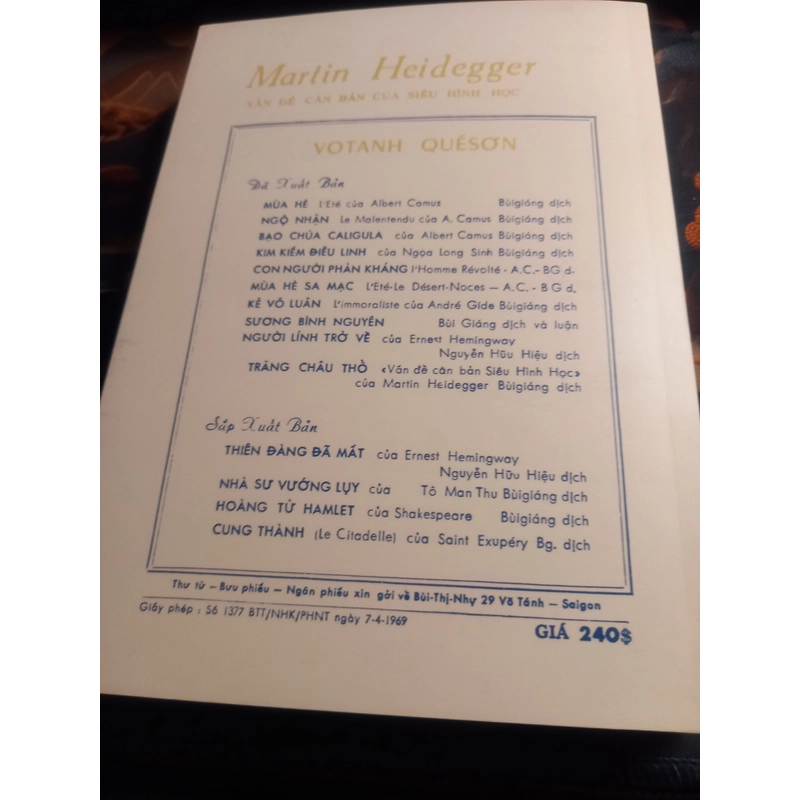 Martin Heidegger
VẤN ĐỀ CĂN BẢN CỦA SIÊU HÌNH HỌC
VOTANH QUÊSƠN
Đã Xuất Bản
MÙA HÈ L'Eté của Albert Camus Bùigiáng dịch
NGỘ NHẬN Le Malentendu của A. Camus Bùigiáng dịch
BẠO CHÚA CALIGULA của Albert Camus Bùigiáng dịch
KIM KIẾM ĐIÊU LINH của Ngọa Long Sinh Bùigiáng dịch
CON NGƯỜI PHẢN KHÁNG l'Homme Révolté - A.C.- BG d.
MÙA HÈ SA MẠC L'Eté-Le Désert-Noces — A.C. - B G d.
KẺ VÔ LUÂN L'immoraliste của André Gide Bùigiáng dịch
SƯƠNG BÌNH NGUYÊN Bùi Giáng dịch và luận
NGƯỜI LÍNH TRỞ VỀ của Ernest Hemingway
Nguyễn Hữu Hiệu dịch
TRĂNG CHÂU THỔ «Vấn đề căn bản Siêu Hình Học»
của Martin Heidegger Bùigiáng dịch
Sắp Xuất Bản
THIÊN ĐÀNG ĐÃ MẤT của Ernest Hemingway
Nguyễn Hữu Hiệu dịch
NHÀ SƯ VƯỚNG LỤY của Tô Man Thu Bùigiáng dịch
HOÀNG TỬ HAMLET của Shakespeare Bùigiáng dịch
CUNG THÀNH (Le Citadelle) của Saint Exupéry Bg. dịch
Thư từ — Bưu phiếu — Ngân phiếu xin gởi về Bùi-Thị-Nhự 29 Võ Tánh — Saigon
Giấy phép : Số 1377 BTT/NHK/PHNT ngày 7-4-1969
GIÁ 240$